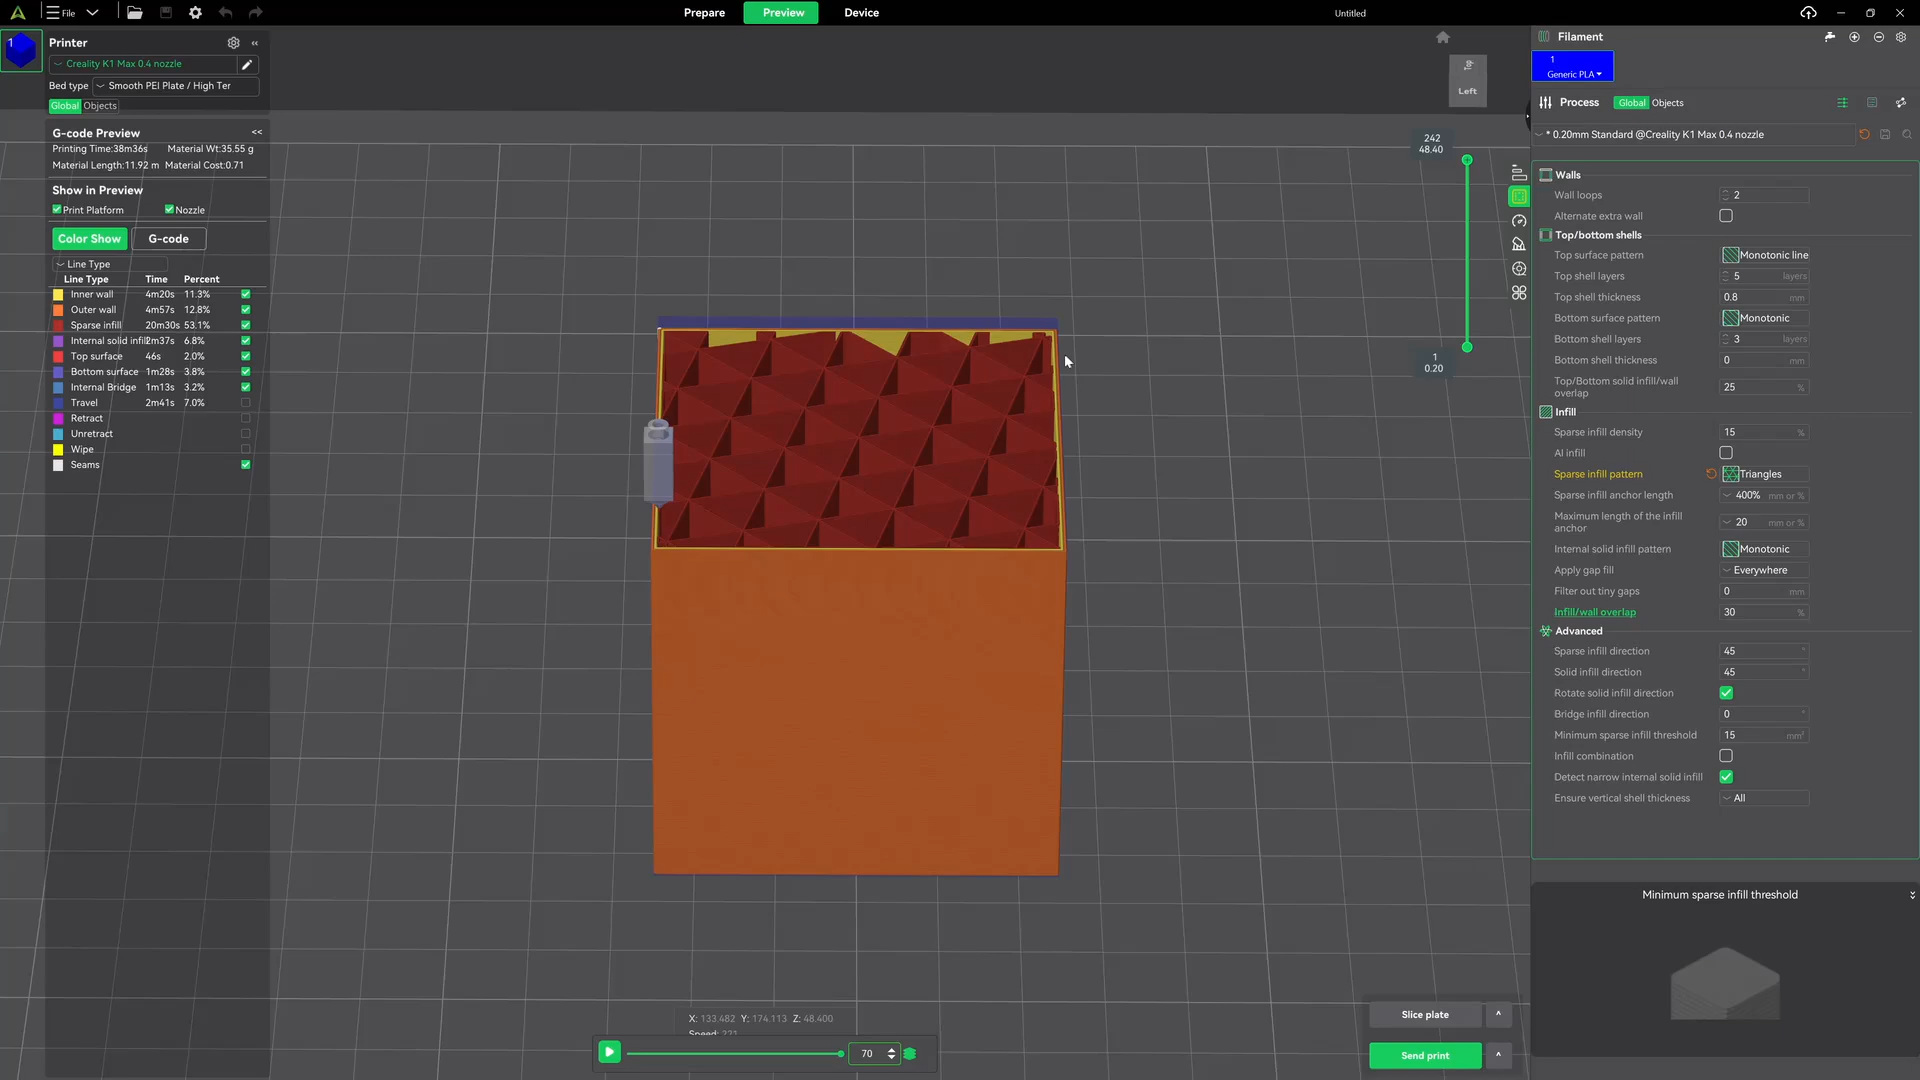 File
Prepare
Preview
Device
Untitled
1
Printer
Creality K1 Max 0.4 nozzle
Bed type
Smooth PEI Plate / High Ter
Global
Objects
G-code Preview
<<
Printing Time:38m36s
Material Wt:35.55 g
Material Length:11.92 m
Material Cost:0.71
Show in Preview
Print Platform
Nozzle
Color Show
G-code
Line Type
Line Type Time Percent
Inner wall 4m20s 11.3%
Outer wall 4m57s 12.8%
Sparse infill 20m30s 53.1%
Internal solid infill 2m37s 6.8%
Top surface 46s 2.0%
Bottom surface 1m28s 3.8%
Internal Bridge 1m13s 3.2%
Travel 2m41s 7.0%
Retract
Unretract
Wipe
Seams
Left
242
48.40
1
0.20
X: 133.482 Y: 174.113 Z: 48.400
Speed: 221
70
Slice plate
Send print
Filament
1
Generic PLA
Process
Global
Objects
* 0.20mm Standard @Creality K1 Max 0.4 nozzle
Walls
Wall loops 2
Alternate extra wall
Top/bottom shells
Top surface pattern Monotonic line
Top shell layers 5 layers
Top shell thickness 0.8 mm
Bottom surface pattern Monotonic
Bottom shell layers 3 layers
Bottom shell thickness 0 mm
Top/Bottom solid infill/wall
overlap 25 %
Infill
Sparse infill density 15 %
AI infill
Sparse infill pattern Triangles
Sparse infill anchor length 400% mm or %
Maximum length of the infill
anchor 20 mm or %
Internal solid infill pattern Monotonic
Apply gap fill Everywhere
Filter out tiny gaps 0 mm
Infill/wall overlap 30 %
Advanced
Sparse infill direction 45 °
Solid infill direction 45 °
Rotate solid infill direction
Bridge infill direction 0 °
Minimum sparse infill threshold 15 mm²
Infill combination
Detect narrow internal solid infill
Ensure vertical shell thickness All
Minimum sparse infill threshold